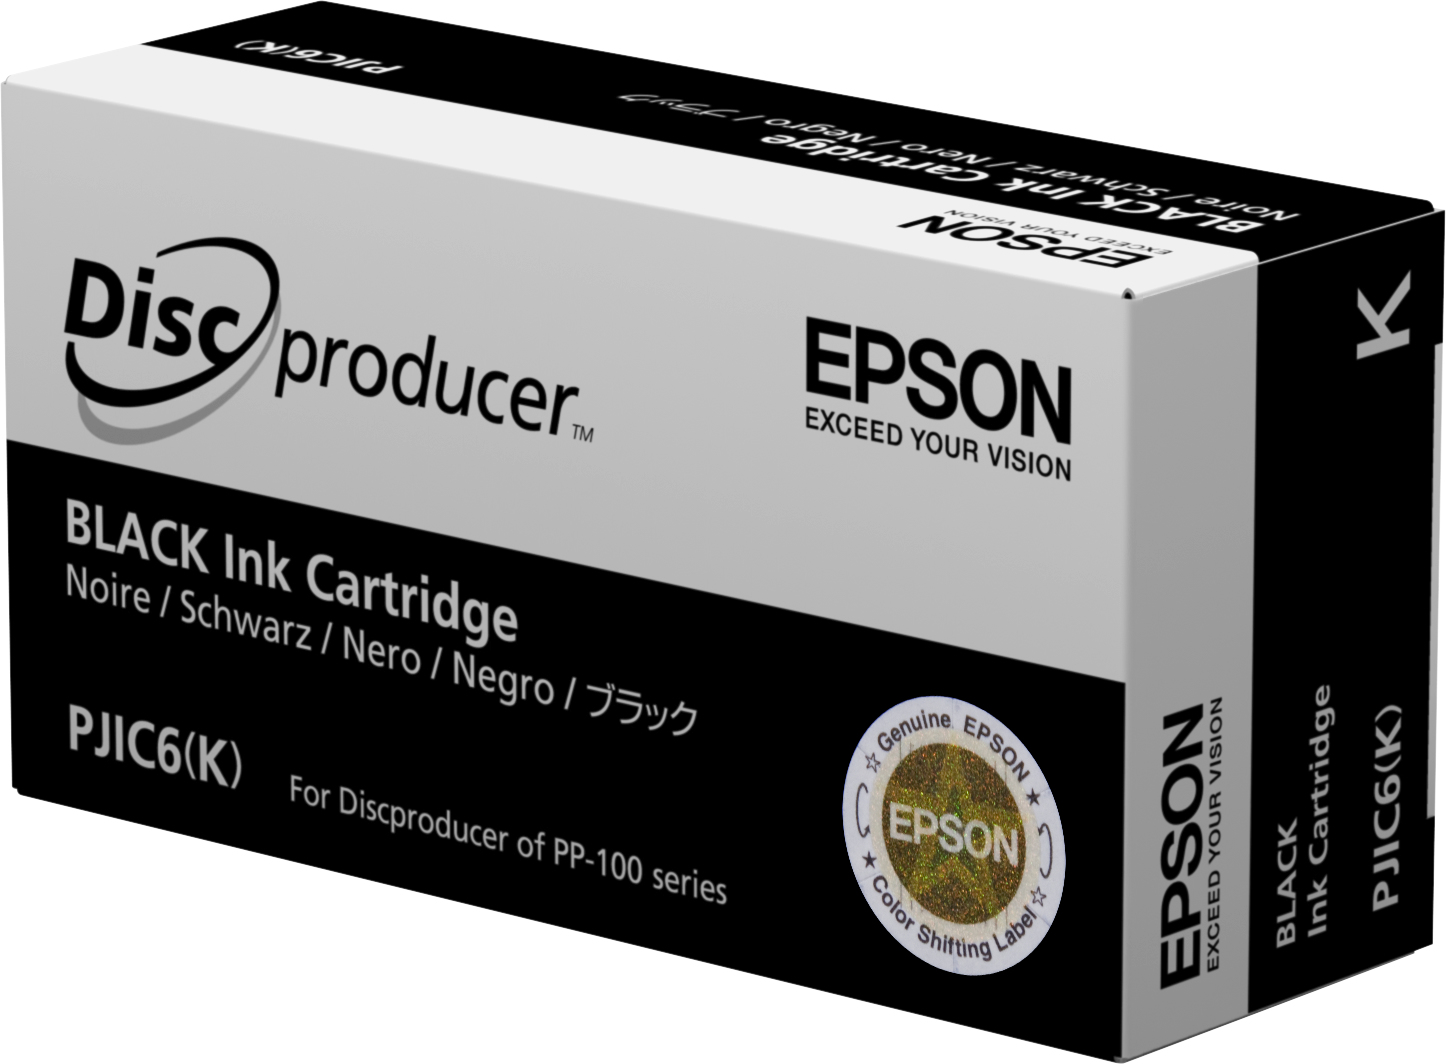 PJIC6(K)
Noire / Schwarz / Nero / Negro / ブラック
BLACK Ink Cartridge
EPSON
EXCEED YOUR VISION
Disc producer™
EPSON
EXCEED YOUR VISION
BLACK Ink Cartridge
Noire / Schwarz / Nero / Negro / ブラック
PJIC6(K)
For Discproducer of PP-100 series
Genuine EPSON
EPSON
Color Shifting Label
EPSON
EXCEED YOUR VISION
K
BLACK
Ink Cartridge
PJIC6(K)